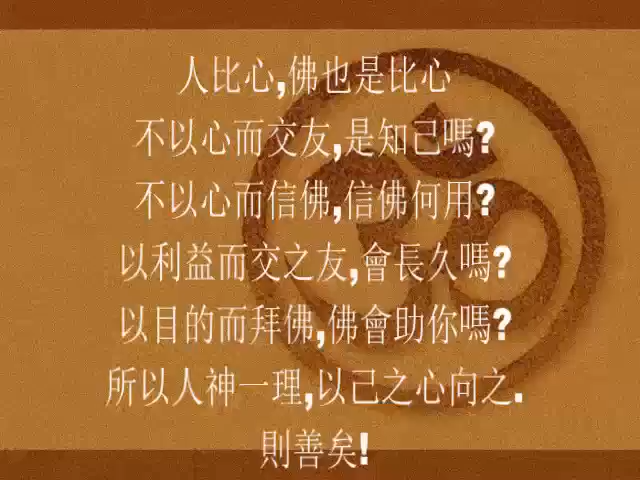 人比心,佛也是比心
不以心而交友,是知己嗎?
不以心而信佛,信佛何用?
以利益而交之友,會長久嗎?
以目的而拜佛,佛會助你嗎?
所以人神一理,以己之心向之.
則善矣!